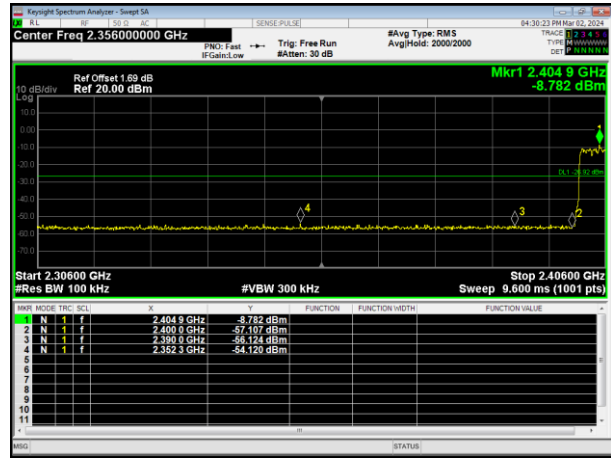 Keysight Spectrum Analyzer - Swept SA
RL RF 50 Ω AC SENSE:PULSE 04:30:23 PM Mar 02, 2024
Center Freq 2.356000000 GHz #Avg Type: RMS TRACE 1 2 3 4 5
PNO: Fast Trig: Free Run Avg|Hold: 2000/2000 TYPE M
IFGain:Low #Atten: 30 dB DET P N N N N N
Mkr1 2.404 9 GHz
Ref Offset 1.69 dB
10 dB/div Ref 20.00 dBm -8.782 dBm
Log
10.0
0.00
-10.0
-20.0
DL1 -26.92 dBm
-30.0
-40.0
4
3
2
-50.0
-60.0
-70.0
Start 2.30600 GHz Stop 2.40600 GHz
#Res BW 100 kHz #VBW 300 kHz Sweep 9.600 ms (1001 pts)
MKR MODE TRC SCL X Y FUNCTION FUNCTION WIDTH FUNCTION VALUE
1 N 1 f 2.404 9 GHz -8.782 dBm
2 N 1 f 2.400 0 GHz -57.107 dBm
3 N 1 f 2.390 0 GHz -56.124 dBm
4 N 1 f 2.352 3 GHz -54.120 dBm
5
6
7
8
9
10
11
MSG STATUS